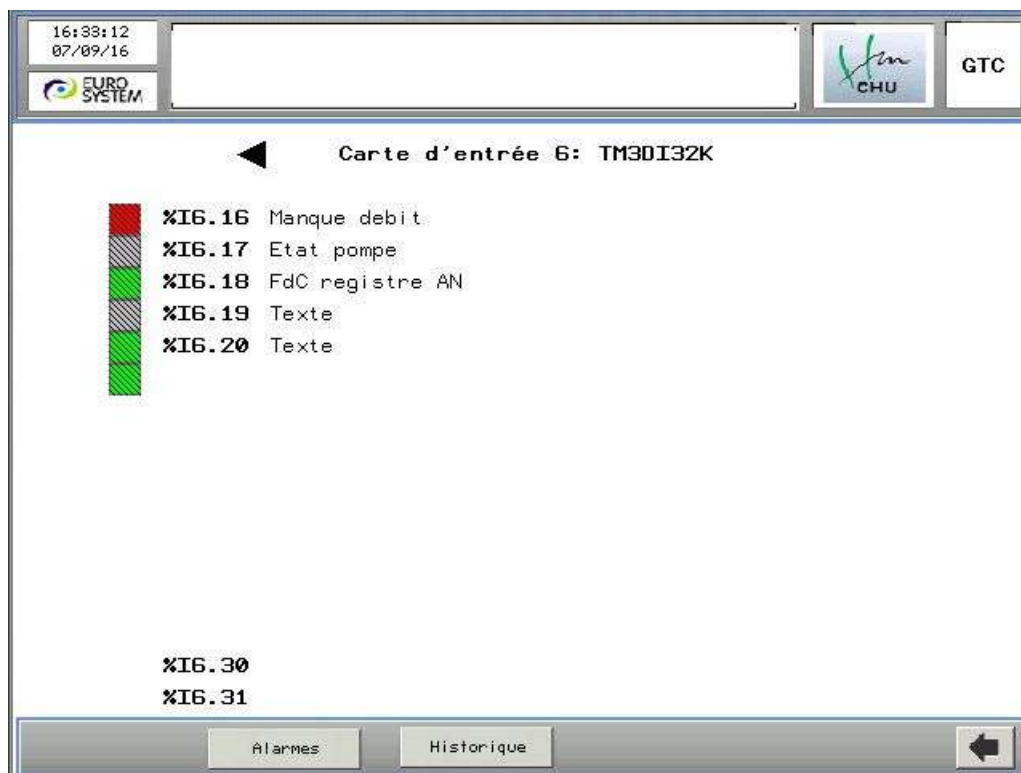 16:33:12
07/09/16
EURO
SYSTEM
CHU
GTC
Carte d'entrée 6: TM3DI32K
%I6.16 Manque debit
%I6.17 Etat pompe
%I6.18 FdC registre AN
%I6.19 Texte
%I6.20 Texte
%I6.30
%I6.31
Alarmes
Historique